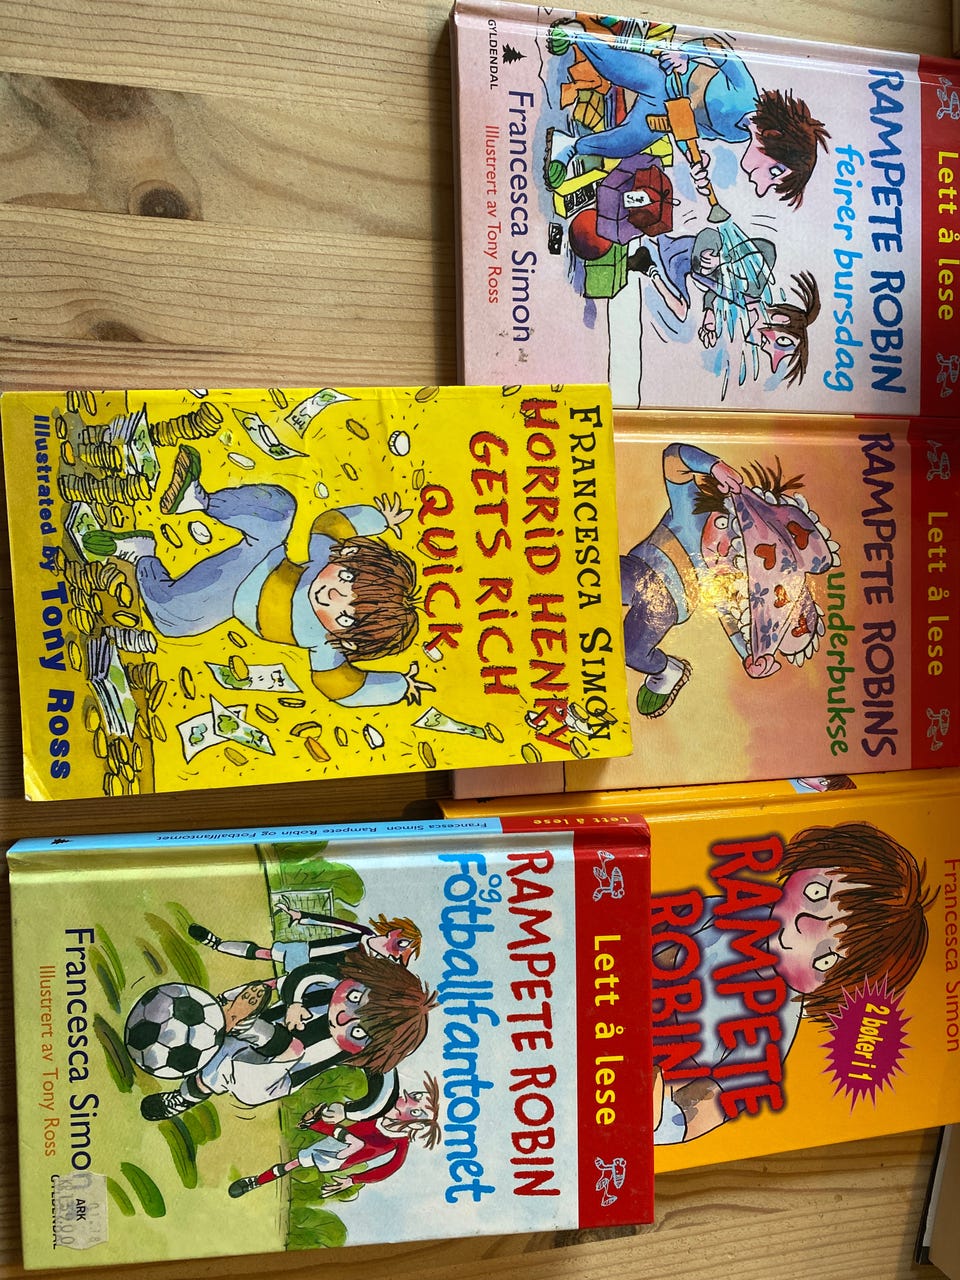 Lett å lese
RAMPETE ROBIN
feirer bursdag
Francesca Simon
Illustrert av Tony Ross
GYLDENDAL
Lett å lese
RAMPETE ROBINS
underbukse
Francesca Simon
2 bøker i 1
RAMPETE
ROBIN
FRANCESCA SIMON
HORRID HENRY
GETS RICH
QUICK
Illustrated by Tony Ross
Francesca Simon Rampete Robin og Fotballfantomet Lett å lese
Lett å lese
RAMPETE ROBIN
og
Fotballfantomet
Francesca Simon
Illustrert av Tony Ross
GYLDENDAL
ARK